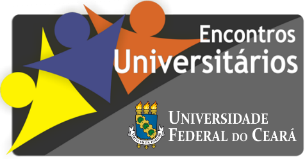 Encontros
Universitários
UNIVERSIDADE
FEDERAL DO CEARÁ